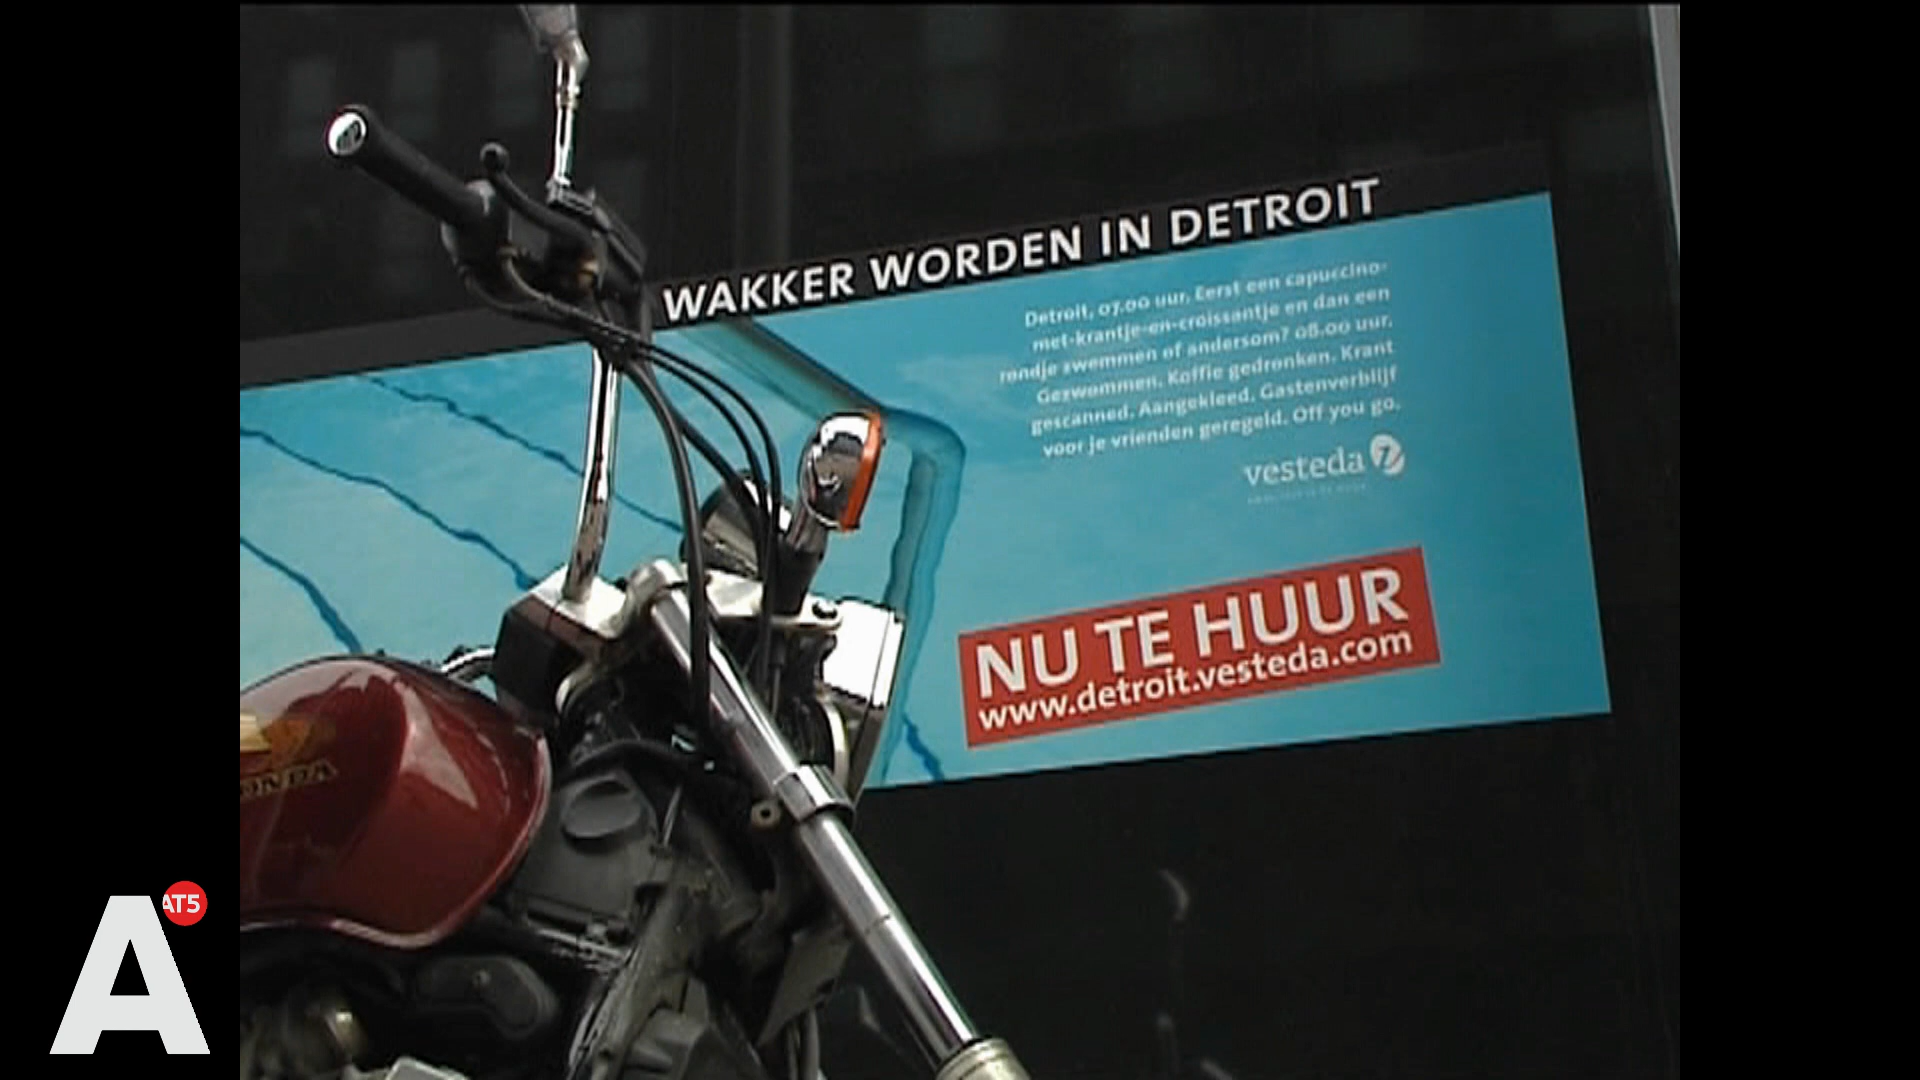 WAKKER WORDEN IN DETROIT
Detroit, 07.00 uur. Eerst een capuccino-
met-krantje-en-croissantje en dan een
rondje zwemmen of andersom? 08.00 uur.
Gezwommen. Koffie gedronken. Krant
gescanned. Aangekleed. Gastenverblijf
voor je vrienden geregeld. Off you go.
vesteda
NU TE HUUR
www.detroit.vesteda.com
ONDA
A
AT5